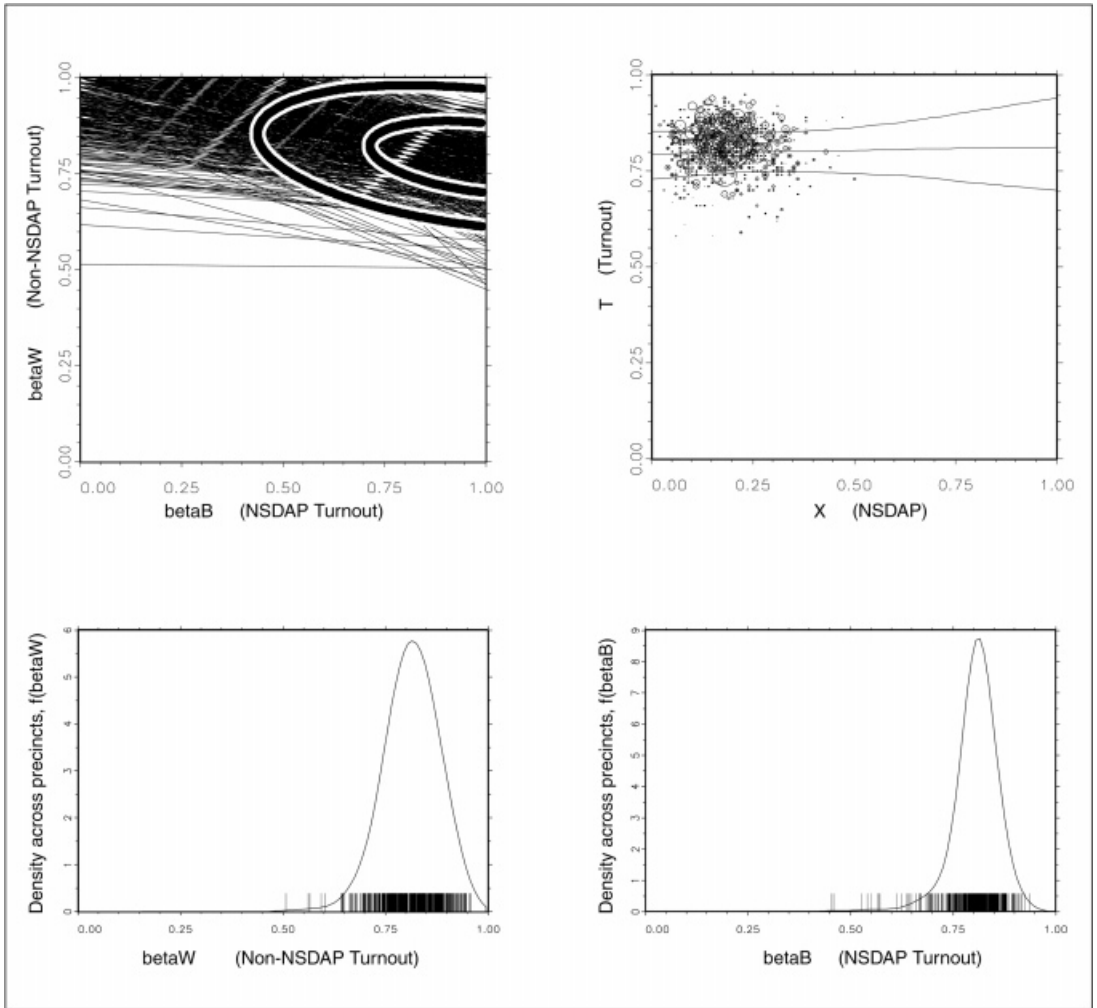 betaW (Non-NSDAP Turnout)
0.00 0.25 0.50 0.75 1.00
0.00 0.25 0.50 0.75 1.00
betaB (NSDAP Turnout)
T (Turnout)
0.00 0.25 0.50 0.75 1.00
0.00 0.25 0.50 0.75 1.00
X (NSDAP)
Density across precincts, f(betaW)
0 1 2 3 4 5 6
0.00 0.25 0.50 0.75 1.00
betaW (Non-NSDAP Turnout)
Density across precincts, f(betaB)
0 1 2 3 4 5 6 7 8 9
0.00 0.25 0.50 0.75 1.00
betaB (NSDAP Turnout)